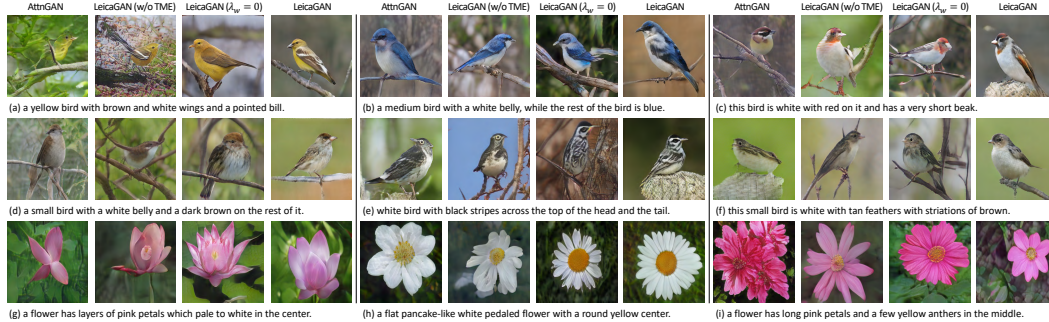 AttnGAN LeicaGAN (w/o TME) LeicaGAN (λw = 0) LeicaGAN AttnGAN LeicaGAN (w/o TME) LeicaGAN (λw = 0) LeicaGAN AttnGAN LeicaGAN (w/o TME) LeicaGAN (λw = 0) LeicaGAN
(a) a yellow bird with brown and white wings and a pointed bill. (b) a medium bird with a white belly, while the rest of the bird is blue. (c) this bird is white with red on it and has a very short beak.
(d) a small bird with a white belly and a dark brown on the rest of it. (e) white bird with black stripes across the top of the head and the tail. (f) this small bird is white with tan feathers with striations of brown.
(g) a flower has layers of pink petals which pale to white in the center. (h) a flat pancake-like white pedaled flower with a round yellow center. (i) a flower has long pink petals and a few yellow anthers in the middle.